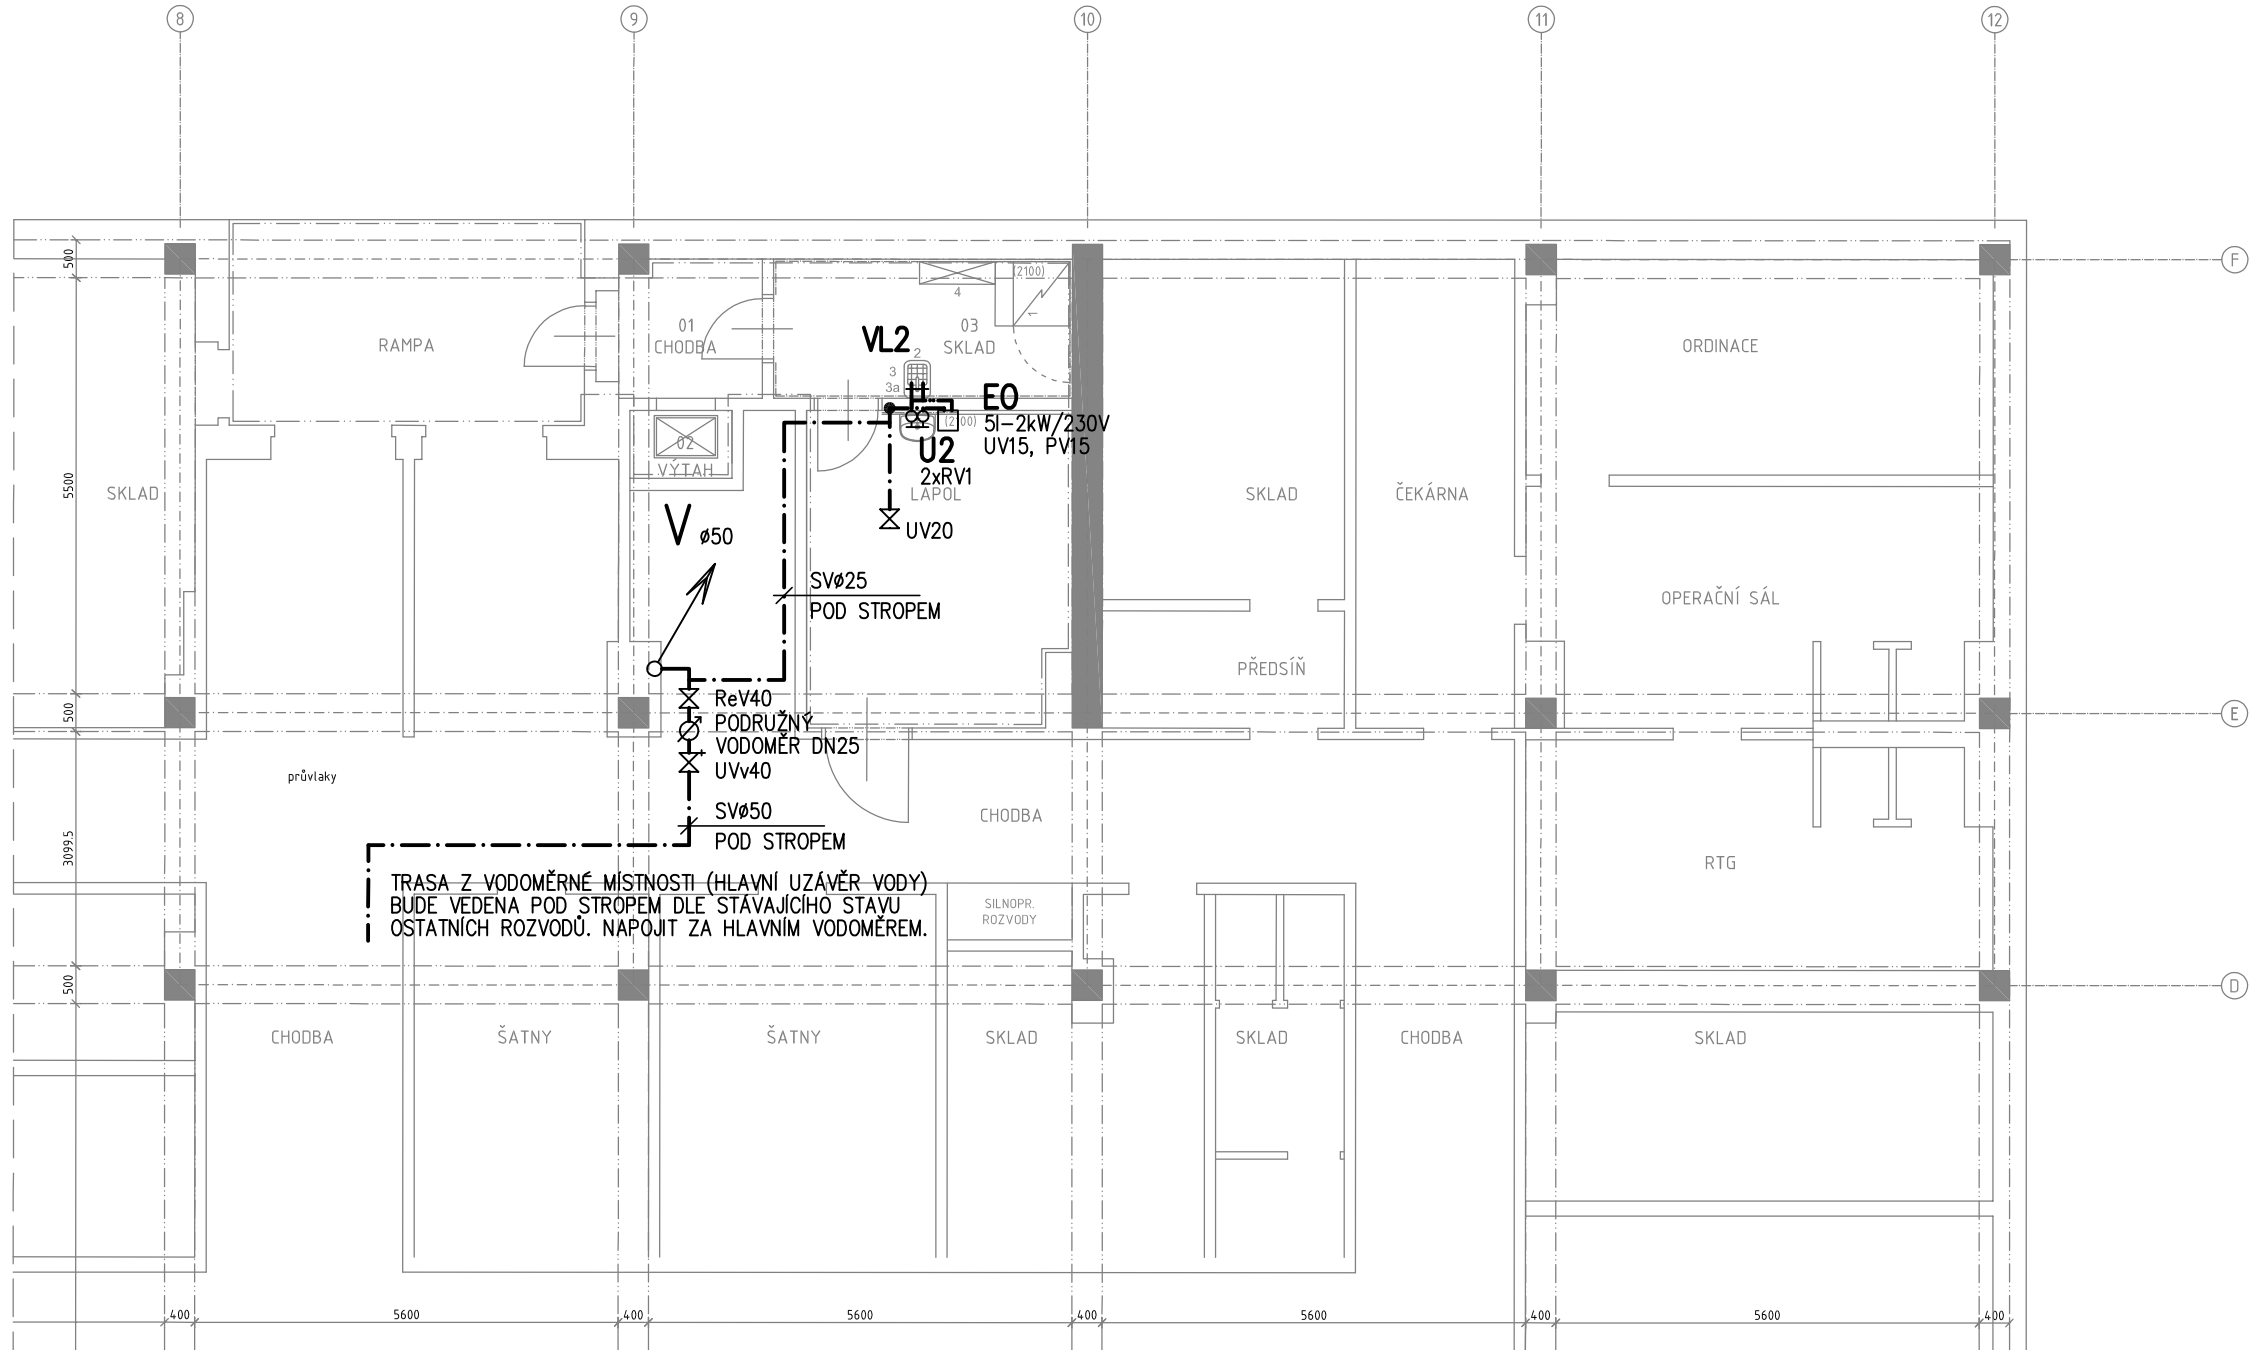 8
9
10
11
12
F
500
(2100)
4
1
01
CHODBA
VL2
03
SKLAD
RAMPA
ORDINACE
2
3
3a
EO
5l-2kW/230V
UV15, PV15
(2100)
02
VÝTAH
U2
2xRV1
LAPOL
5500
SKLAD
SKLAD
ČEKÁRNA
V ø50
UV20
SVø25
POD STROPEM
OPERAČNÍ SÁL
PŘEDSÍŇ
ReV40
PODRUŽNÝ
VODOMĚR DN25
UVv40
500
E
průvlaky
SVø50
POD STROPEM
CHODBA
3099.5
RTG
TRASA Z VODOMĚRNÉ MÍSTNOSTI (HLAVNÍ UZÁVĚR VODY)
BUDE VEDENA POD STROPEM DLE STÁVAJÍCÍHO STAVU
OSTATNÍCH ROZVODŮ. NAPOJIT ZA HLAVNÍM VODOMĚREM.
SILNOPR.
ROZVODY
500
D
CHODBA
ŠATNY
ŠATNY
SKLAD
SKLAD
CHODBA
SKLAD
400
5600
400
5600
400
5600
400
5600
400